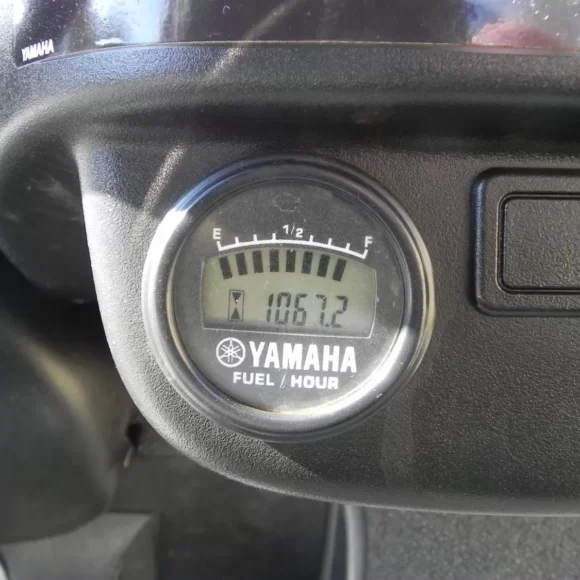 YAMAHA
E 1/2 F
1067.2
YAMAHA
FUEL / HOUR